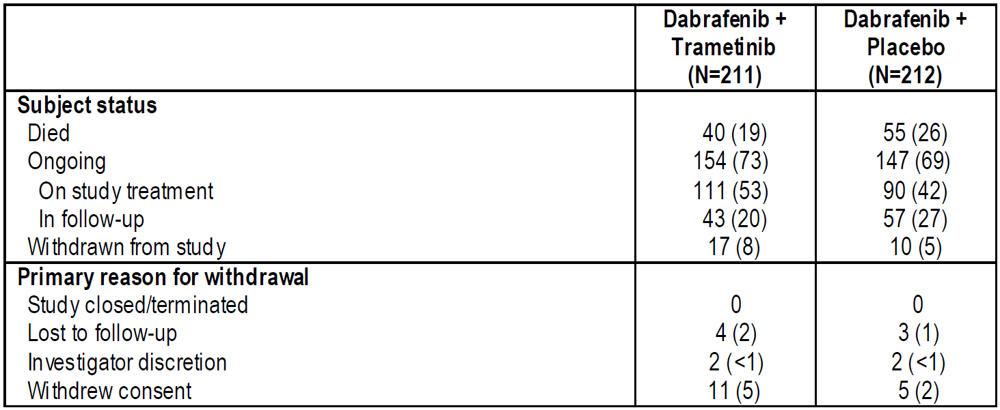 Dabrafenib + Trametinib (N=211) Dabrafenib + Placebo (N=212)
Subject status
Died 40 (19) 55 (26)
Ongoing 154 (73) 147 (69)
On study treatment 111 (53) 90 (42)
In follow-up 43 (20) 57 (27)
Withdrawn from study 17 (8) 10 (5)
Primary reason for withdrawal
Study closed/terminated 0 0
Lost to follow-up 4 (2) 3 (1)
Investigator discretion 2 (<1) 2 (<1)
Withdrew consent 11 (5) 5 (2)